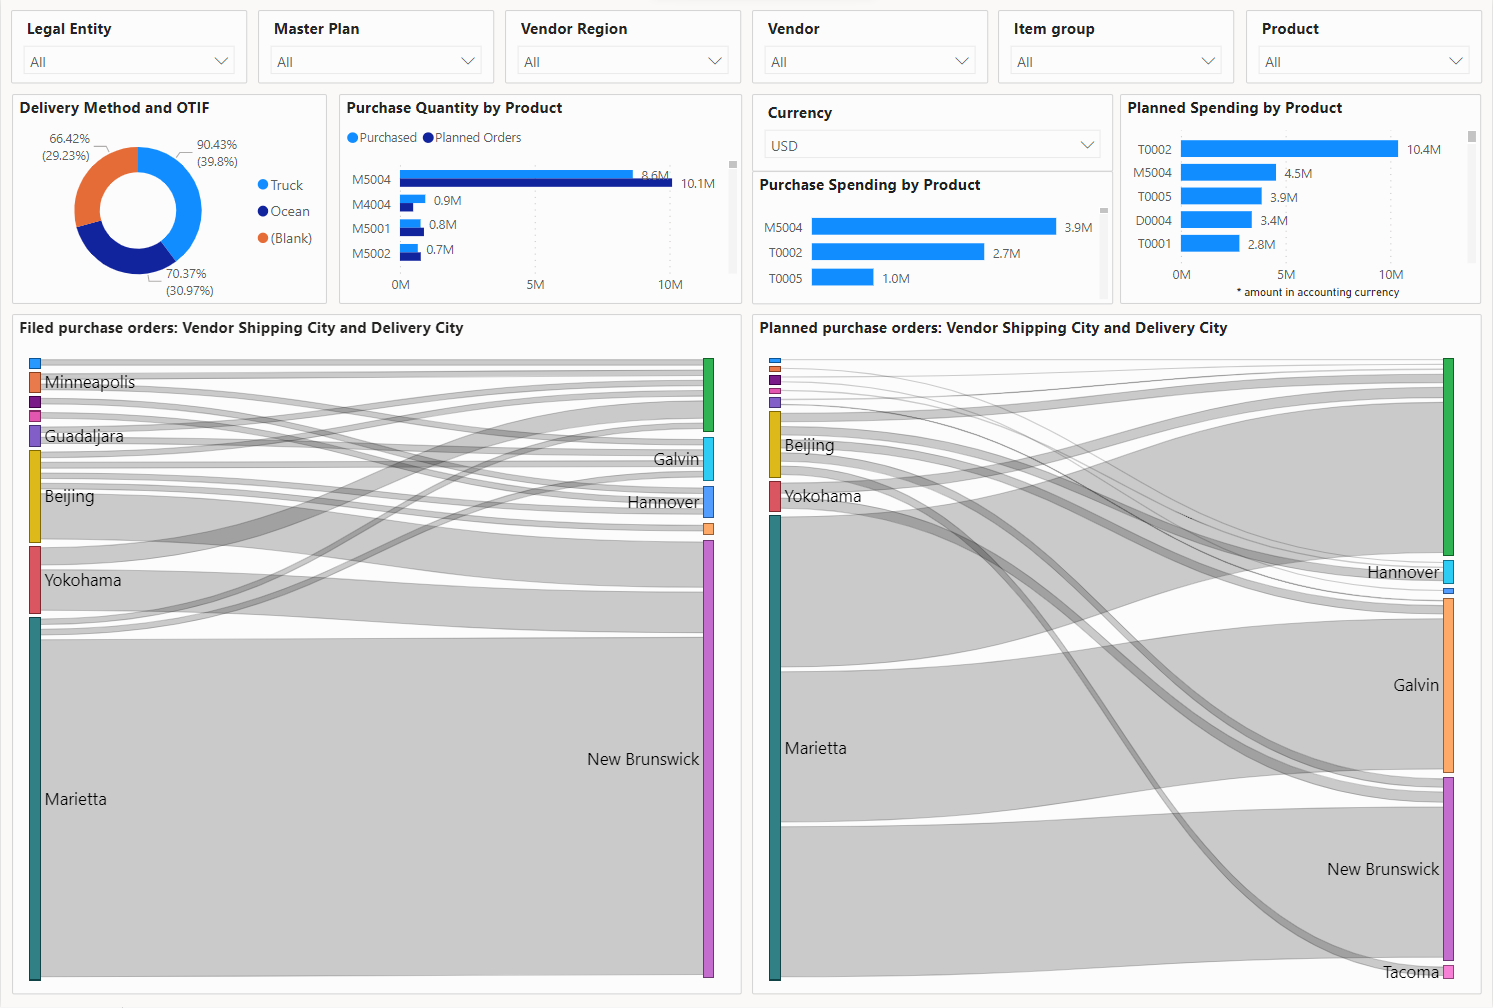 Legal Entity
All
Master Plan
All
Vendor Region
All
Vendor
All
Item group
All
Product
All
Delivery Method and OTIF
66.42%
(29.23%)
90.43%
(39.8%)
70.37%
(30.97%)
Truck
Ocean
(Blank)
Purchase Quantity by Product
Purchased
Planned Orders
M5004
8.6M
10.1M
M4004
0.9M
M5001
0.8M
M5002
0.7M
0M
5M
10M
Currency
USD
Purchase Spending by Product
M5004
3.9M
T0002
2.7M
T0005
1.0M
Planned Spending by Product
T0002
10.4M
M5004
4.5M
T0005
3.9M
D0004
3.4M
T0001
2.8M
0M
5M
10M
* amount in accounting currency
Filed purchase orders: Vendor Shipping City and Delivery City
Minneapolis
Guadaljara
Beijing
Yokohama
Marietta
Galvin
Hannover
New Brunswick
Planned purchase orders: Vendor Shipping City and Delivery City
Beijing
Yokohama
Marietta
Hannover
Galvin
New Brunswick
Tacoma